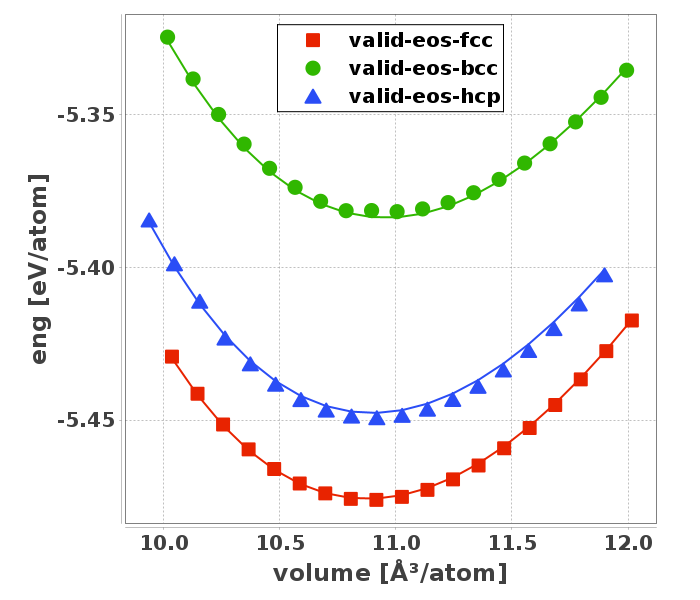 valid-eos-fcc
valid-eos-bcc
valid-eos-hcp
-5.35
-5.40
-5.45
eng [eV/atom]
10.0 10.5 11.0 11.5 12.0
volume [Å³/atom]